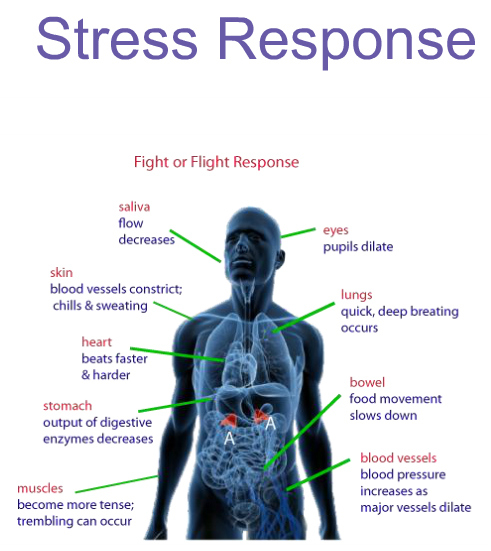 Stress Response
Fight or Flight Response
saliva
flow
decreases
eyes
pupils dilate
skin
blood vessels constrict;
chills & sweating
lungs
quick, deep breating
occurs
heart
beats faster
& harder
bowel
food movement
slows down
stomach
output of digestive
enzymes decreases
A
A
blood vessels
blood pressure
increases as
major vessels dilate
muscles
become more tense;
trembling can occur